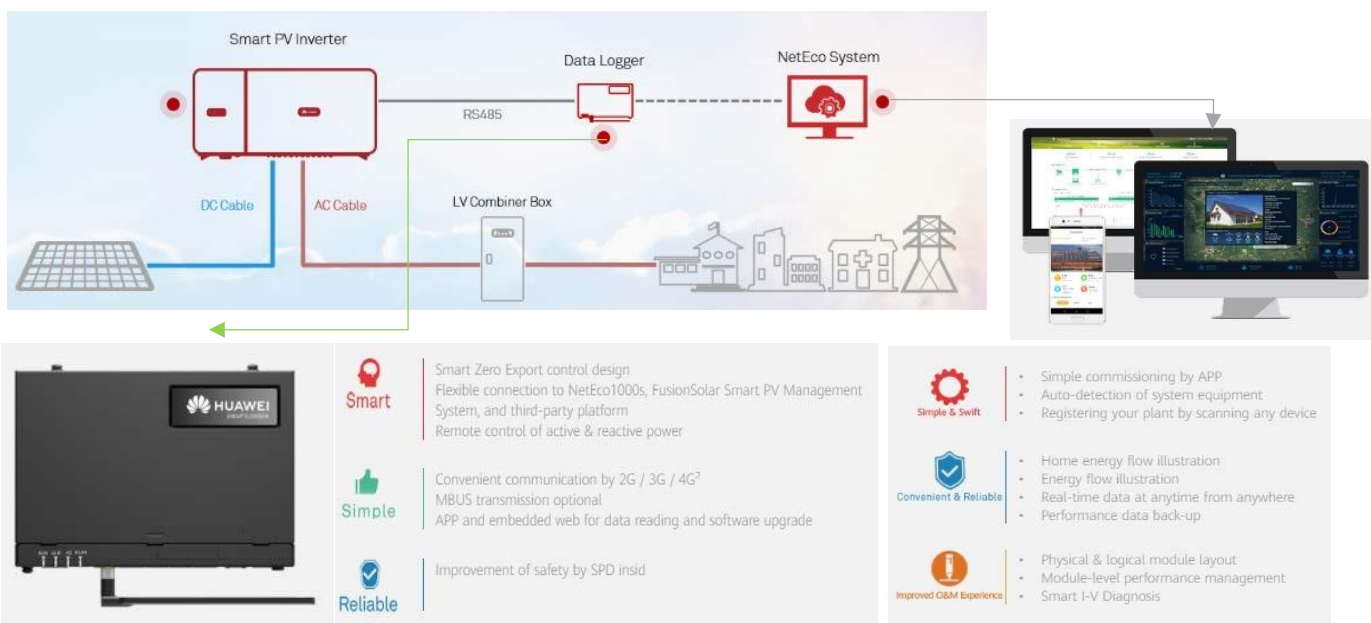 Smart PV Inverter
Data Logger
NetEco System
RS485
DC Cable
AC Cable
LV Combiner Box
HUAWEI
Smart
Smart Zero Export control design
Flexible connection to NetEco1000s, FusionSolar Smart PV Management
System, and third-party platform
Remote control of active & reactive power
Simple
Convenient communication by 2G / 3G / 4G²
MBUS transmission optional
APP and embedded web for data reading and software upgrade
Reliable
Improvement of safety by SPD insid
Simple & Swift
• Simple commissioning by APP
• Auto-detection of system equipment
• Registering your plant by scanning any device
Convenient & Reliable
• Home energy flow illustration
• Energy flow illustration
• Real-time data at anytime from anywhere
• Performance data back-up
Improved O&M Experience
• Physical & logical module layout
• Module-level performance management
• Smart I-V Diagnosis